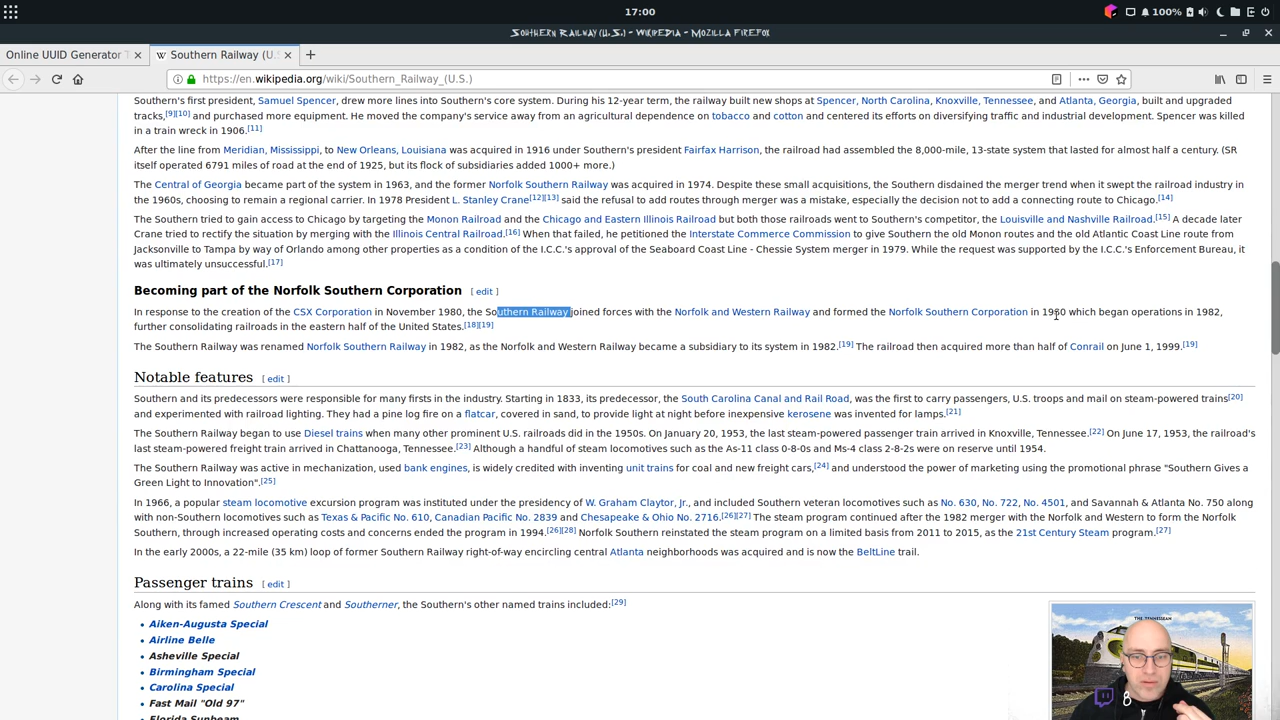 17:00
100%
Southern Railway (U.S.) - Wikipedia - Mozilla Firefox
Online UUID Generator T
Southern Railway (U.S.
https://en.wikipedia.org/wiki/Southern_Railway_(U.S.)
Southern's first president, Samuel Spencer, drew more lines into Southern's core system. During his 12-year term, the railway built new shops at Spencer, North Carolina, Knoxville, Tennessee, and Atlanta, Georgia, built and upgraded
tracks,[9][10] and purchased more equipment. He moved the company's service away from an agricultural dependence on tobacco and cotton and centered its efforts on diversifying traffic and industrial development. Spencer was killed
in a train wreck in 1906.[11]
After the line from Meridian, Mississippi, to New Orleans, Louisiana was acquired in 1916 under Southern's president Fairfax Harrison, the railroad had assembled the 8,000-mile, 13-state system that lasted for almost half a century. (SR
itself operated 6791 miles of road at the end of 1925, but its flock of subsidiaries added 1000+ more.)
The Central of Georgia became part of the system in 1963, and the former Norfolk Southern Railway was acquired in 1974. Despite these small acquisitions, the Southern disdained the merger trend when it swept the railroad industry in
the 1960s, choosing to remain a regional carrier. In 1978 President L. Stanley Crane[12][13] said the refusal to add routes through merger was a mistake, especially the decision not to add a connecting route to Chicago.[14]
The Southern tried to gain access to Chicago by targeting the Monon Railroad and the Chicago and Eastern Illinois Railroad but both those railroads went to Southern's competitor, the Louisville and Nashville Railroad.[15] A decade later
Crane tried to rectify the situation by merging with the Illinois Central Railroad.[16] When that failed, he petitioned the Interstate Commerce Commission to give Southern the old Monon routes and the old Atlantic Coast Line route from
Jacksonville to Tampa by way of Orlando among other properties as a condition of the I.C.C.'s approval of the Seaboard Coast Line - Chessie System merger in 1979. While the request was supported by the I.C.C.'s Enforcement Bureau, it
was ultimately unsuccessful.[17]
Becoming part of the Norfolk Southern Corporation [ edit ]
In response to the creation of the CSX Corporation in November 1980, the Southern Railway joined forces with the Norfolk and Western Railway and formed the Norfolk Southern Corporation in 1980 which began operations in 1982,
further consolidating railroads in the eastern half of the United States.[18][19]
The Southern Railway was renamed Norfolk Southern Railway in 1982, as the Norfolk and Western Railway became a subsidiary to its system in 1982.[19] The railroad then acquired more than half of Conrail on June 1, 1999.[19]
Notable features [ edit ]
Southern and its predecessors were responsible for many firsts in the industry. Starting in 1833, its predecessor, the South Carolina Canal and Rail Road, was the first to carry passengers, U.S. troops and mail on steam-powered trains[20]
and experimented with railroad lighting. They had a pine log fire on a flatcar, covered in sand, to provide light at night before inexpensive kerosene was invented for lamps.[21]
The Southern Railway began to use Diesel trains when many other prominent U.S. railroads did in the 1950s. On January 20, 1953, the last steam-powered passenger train arrived in Knoxville, Tennessee.[22] On June 17, 1953, the railroad's
last steam-powered freight train arrived in Chattanooga, Tennessee.[23] Although a handful of steam locomotives such as the As-11 class 0-8-0s and Ms-4 class 2-8-2s were on reserve until 1954.
The Southern Railway was active in mechanization, used bank engines, is widely credited with inventing unit trains for coal and new freight cars,[24] and understood the power of marketing using the promotional phrase "Southern Gives a
Green Light to Innovation".[25]
In 1966, a popular steam locomotive excursion program was instituted under the presidency of W. Graham Claytor, Jr., and included Southern veteran locomotives such as No. 630, No. 722, No. 4501, and Savannah & Atlanta No. 750 along
with non-Southern locomotives such as Texas & Pacific No. 610, Canadian Pacific No. 2839 and Chesapeake & Ohio No. 2716.[26][27] The steam program continued after the 1982 merger with the Norfolk and Western to form the Norfolk
Southern, through increased operating costs and concerns ended the program in 1994.[26][28] Norfolk Southern reinstated the steam program on a limited basis from 2011 to 2015, as the 21st Century Steam program.[27]
In the early 2000s, a 22-mile (35 km) loop of former Southern Railway right-of-way encircling central Atlanta neighborhoods was acquired and is now the BeltLine trail.
Passenger trains [ edit ]
Along with its famed Southern Crescent and Southerner, the Southern's other named trains included:[29]
Aiken-Augusta Special
Airline Belle
Asheville Special
Birmingham Special
Carolina Special
Fast Mail "Old 97"
Florida Sunbeam
THE TENNESSEAN
8